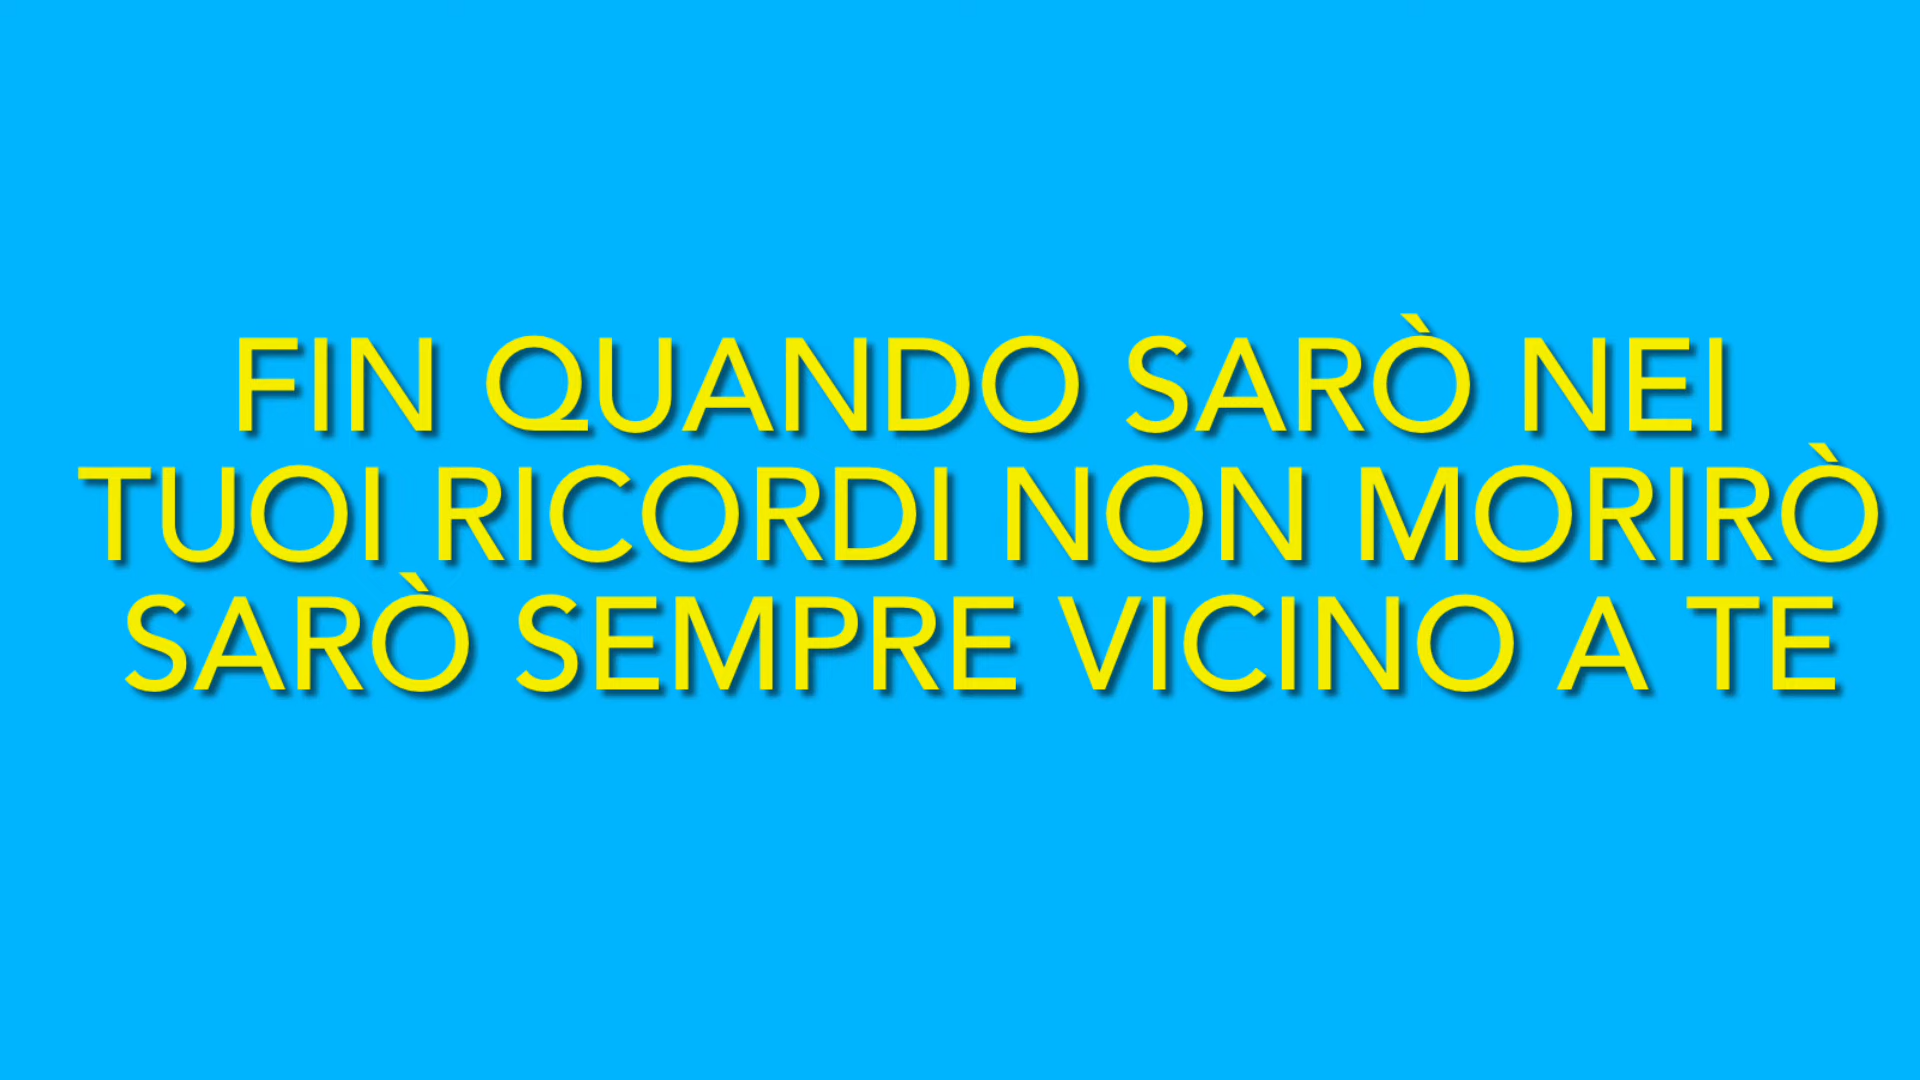 FIN QUANDO SARÒ NEI
TUOI RICORDI NON MORIRÒ
SARÒ SEMPRE VICINO A TE